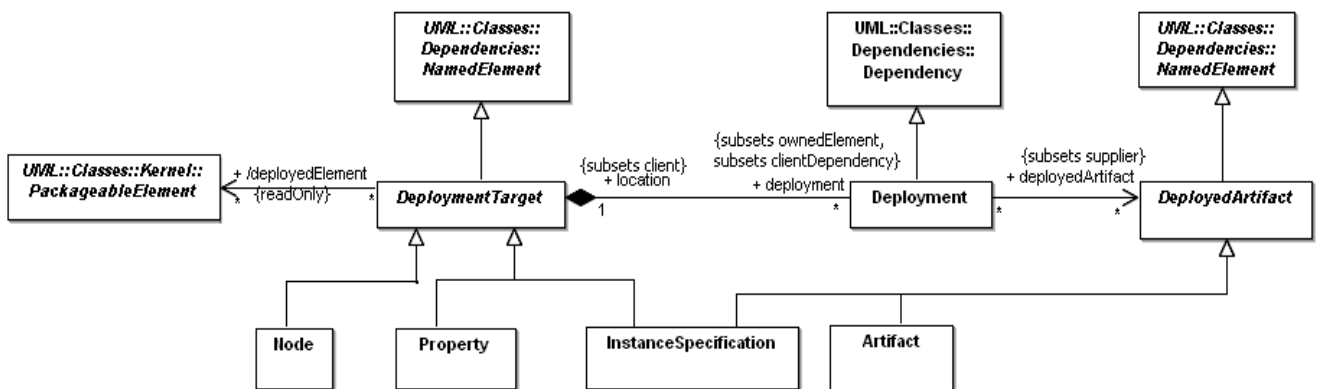 UML::Classes::
Dependencies::
NamedElement
UML::Classes::
Dependencies::
Dependency
UML::Classes::
Dependencies::
NamedElement
UML::Classes::Kernel::
PackageableElement
+ /deployedElement
{readOnly}
*
*
DeploymentTarget
{subsets client}
+ location
1
{subsets ownedElement,
subsets clientDependency}
+ deployment
*
Deployment
*
{subsets supplier}
+ deployedArtifact
*
DeployedArtifact
Node
Property
InstanceSpecification
Artifact